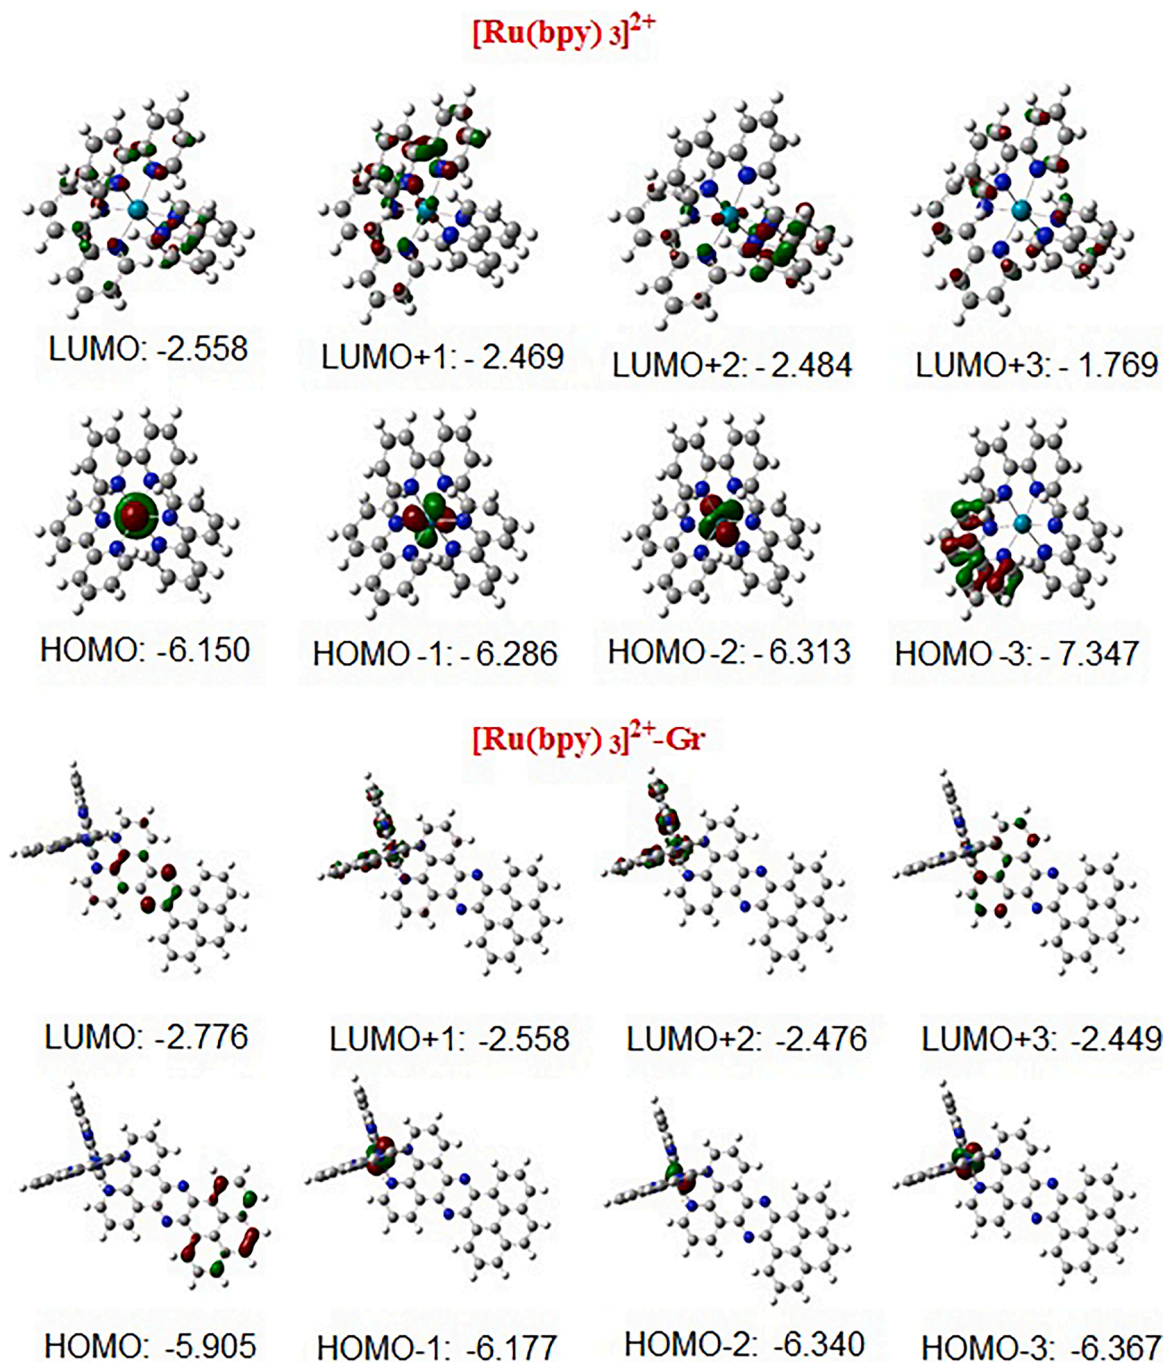 [Ru(bpy) 3]2+
LUMO: -2.558
LUMO+1: - 2.469
LUMO+2: - 2.484
LUMO+3: - 1.769
HOMO: -6.150
HOMO-1: - 6.286
HOMO-2: - 6.313
HOMO-3: - 7.347
[Ru(bpy) 3]2+-Gr
LUMO: -2.776
LUMO+1: -2.558
LUMO+2: -2.476
LUMO+3: -2.449
HOMO: -5.905
HOMO-1: -6.177
HOMO-2: -6.340
HOMO-3: -6.367